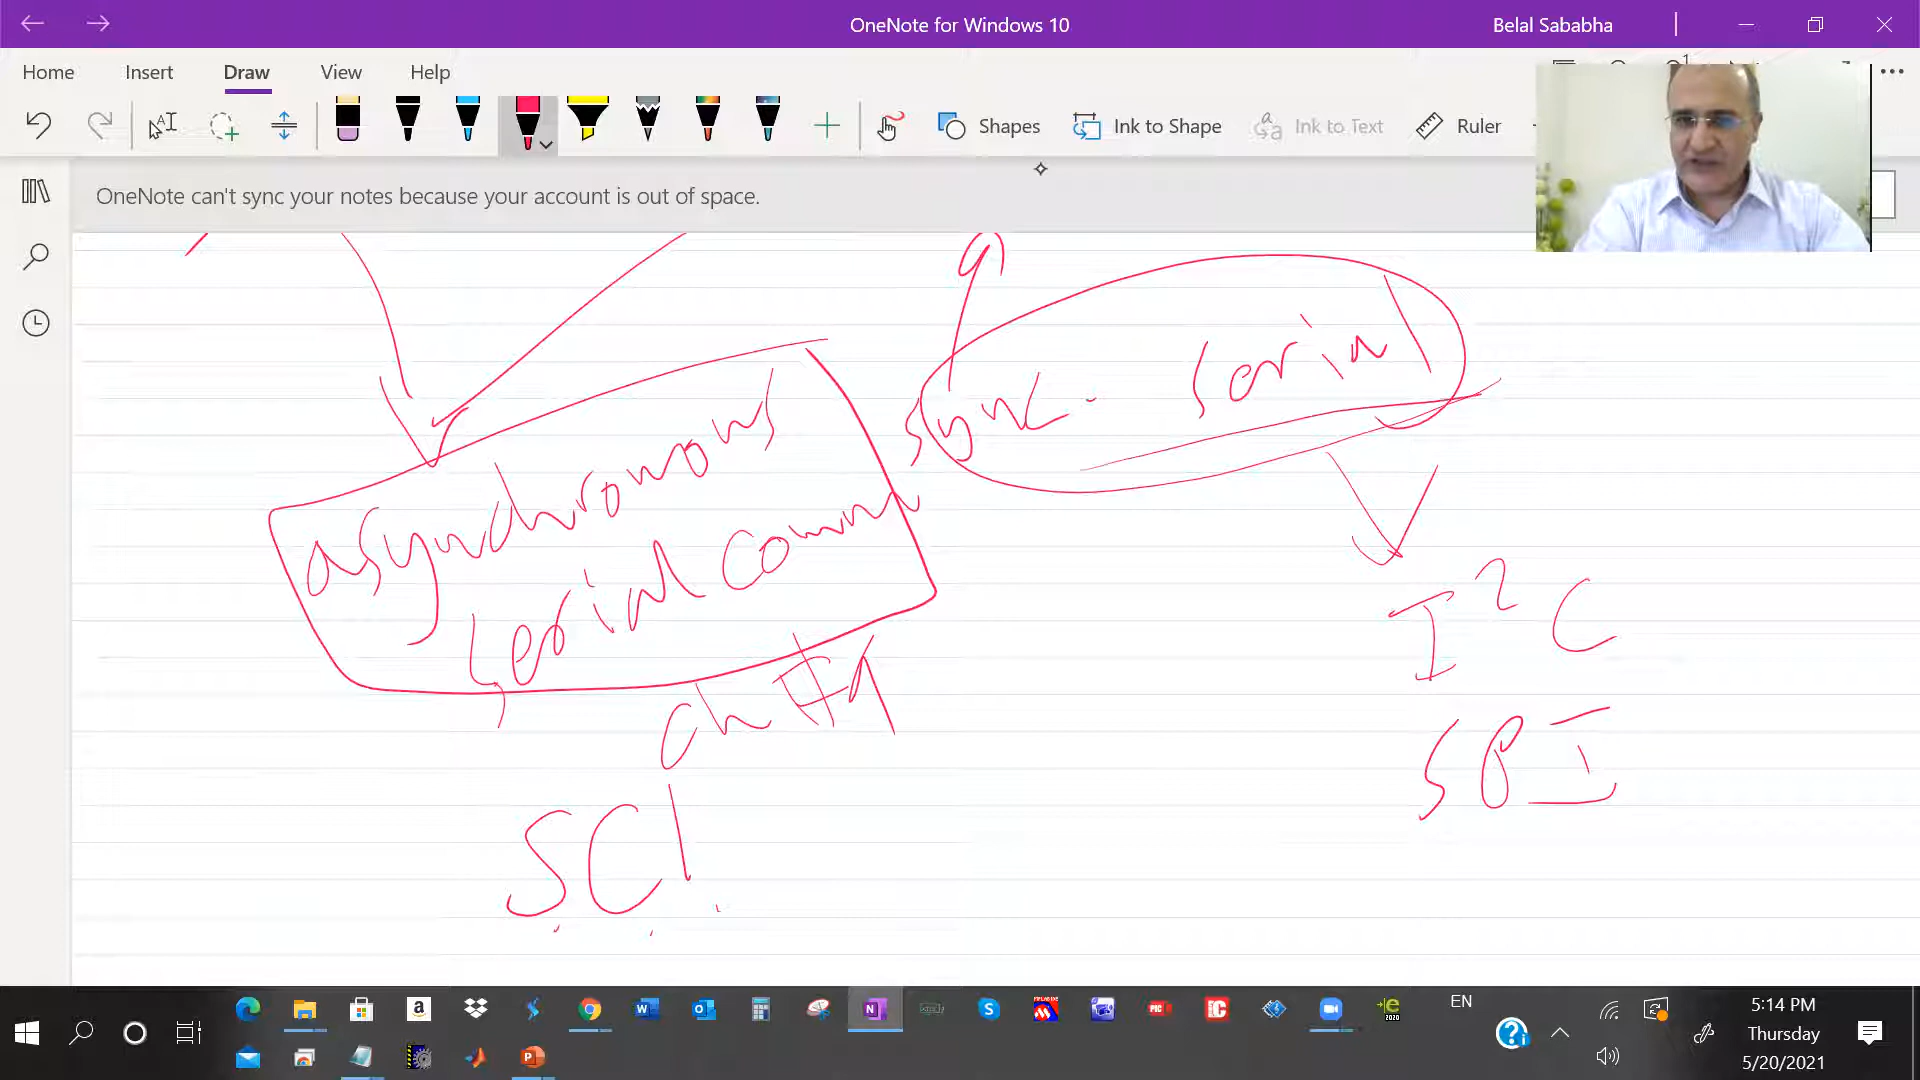 OneNote for Windows 10
Belal Sababha
Home Insert Draw View Help
Shapes Ink to Shape Ink to Text Ruler
OneNote can't sync your notes because your account is out of space.
sync. serial
asynchronous
serial comm
ch#9
I²C
SPI
SCI
EN
5:14 PM
Thursday
5/20/2021